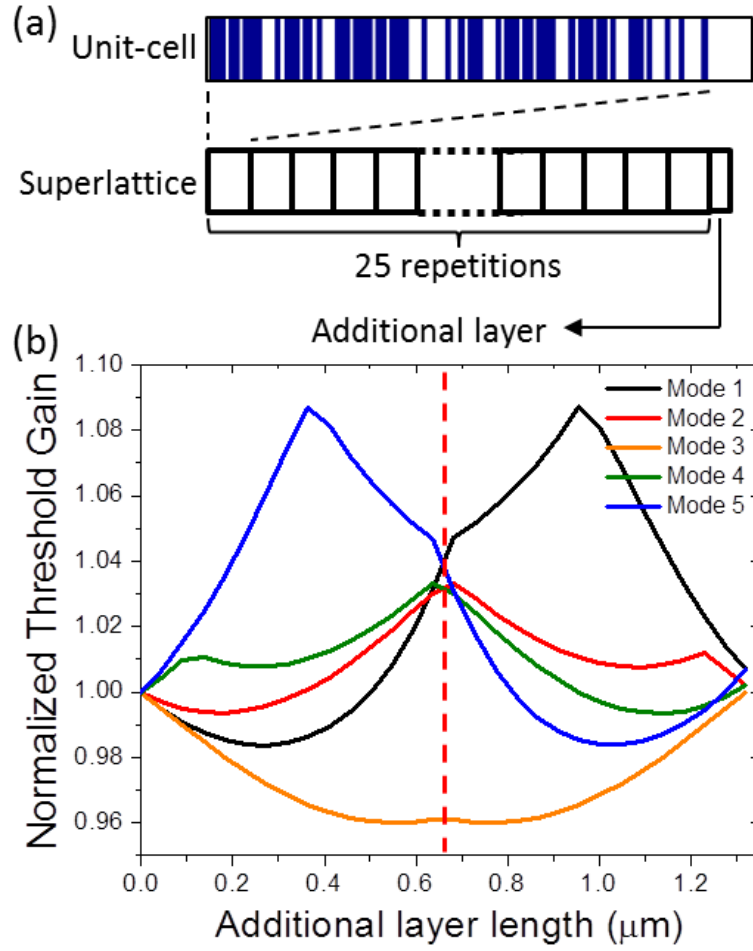 (a)
Unit-cell
Superlattice
25 repetitions
Additional layer
(b)
Normalized Threshold Gain
1.10
1.08
1.06
1.04
1.02
1.00
0.98
0.96
Mode 1
Mode 2
Mode 3
Mode 4
Mode 5
0.0 0.2 0.4 0.6 0.8 1.0 1.2
Additional layer length (μm)